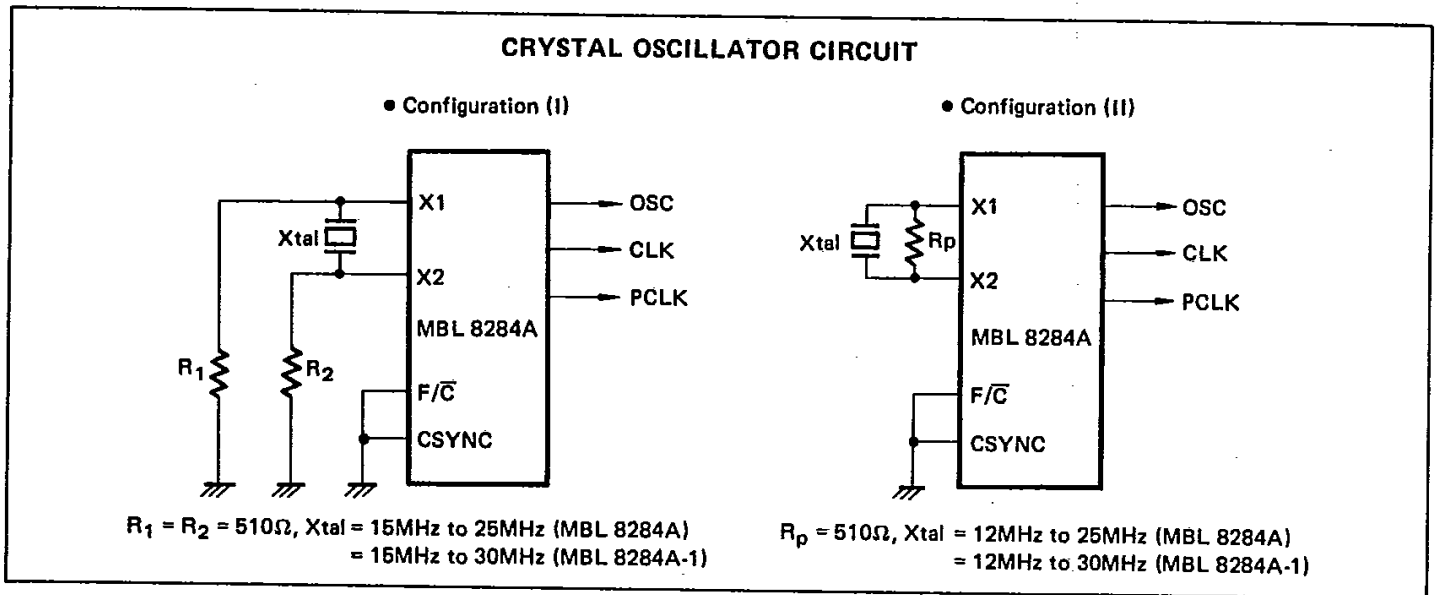 CRYSTAL OSCILLATOR CIRCUIT
● Configuration (I)
X1
X2
Xtal
MBL 8284A
F/C̅
CSYNC
OSC
CLK
PCLK
R₁
R₂
R₁ = R₂ = 510Ω, Xtal = 15MHz to 25MHz (MBL 8284A)
= 15MHz to 30MHz (MBL 8284A-1)
● Configuration (II)
X1
X2
Xtal
Rp
MBL 8284A
F/C̅
CSYNC
OSC
CLK
PCLK
Rp = 510Ω, Xtal = 12MHz to 25MHz (MBL 8284A)
= 12MHz to 30MHz (MBL 8284A-1)